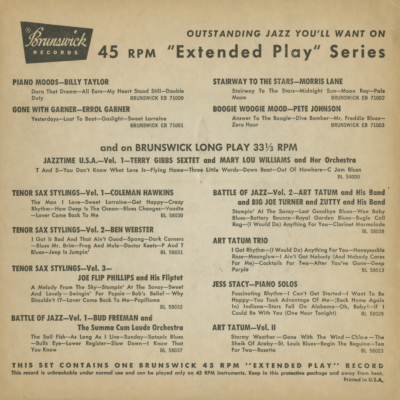 Brunswick
RECORDS
OUTSTANDING JAZZ YOU'LL WANT ON
45 RPM "Extended Play" Series
PIANO MOODS—BILLY TAYLOR
Darn That Dream—All Ears—My Heart Stood Still—Double
Duty BRUNSWICK EB 71000
GONE WITH GARNER—ERROL GARNER
Yesterdays—Lost To Boat—Gaslight—Sweet Lorraine
BRUNSWICK EB 71001
STAIRWAY TO THE STARS—MORRIS LANE
Stairway To The Stars—Midnight Sun—Moon Ray—Pale
Moon BRUNSWICK EB 71002
BOOGIE WOOGIE MOOD—PETE JOHNSON
Answer To The Boogie—Dive Bomber—Mr. Freddie Blues—
Zero Hour BRUNSWICK EB 71003
and on BRUNSWICK LONG PLAY 33⅓ RPM
JAZZTIME U.S.A.—Vol. 1—TERRY GIBBS SEXTET and MARY LOU WILLIAMS and Her Orchestra
T and S—You Don't Know What Love Is—Flying Home—Three Little Words—Down Beat—Out Of Nowhere—C Jam Blues
BL 54000
TENOR SAX STYLINGS—Vol. 1—COLEMAN HAWKINS
The Man I Love—Sweet Lorraine—Get Happy—Crazy
Rhythm—How Deep Is The Ocean—Blues Changes—Vamita
—Lover Come Back To Me BL 58030
TENOR SAX STYLINGS—Vol. 2—BEN WEBSTER
I Got It Bad And That Ain't Good—Spang—Dark Corners
—Blues Mr. Brim—Frog And Mule—Doctor Keets—F And T
Blues—Jeep Is Jumpin' BL 58031
TENOR SAX STYLINGS—Vol. 3—
JOE FLIP PHILLIPS and His Fliptet
A Melody From The Sky—Stompin' At The Savoy—Sweet
And Lovely—Swingin' For Popsie—Bob's Belief—Why
Shouldn't I?—Lover Come Back To Me—Papiloma
BL 58032
BATTLE OF JAZZ—Vol. 1—BUD FREEMAN and
The Summa Cum Laude Orchestra
The Sail Fish—As Long As I Live—Sunday—Satanic Blues
—Bulls Eye—Lower Register—Slow Down—I Know That
You Know BL 58037
BATTLE OF JAZZ—Vol. 2—ART TATUM and His Band
and BIG JOE TURNER and ZUTTY and His Band
Stompin' At The Savoy—Last Goodbye Blues—Wee Baby
Blues—Battery Bounce—Royal Garden Blues—Bugle Call
Rag—(I Would Do) Anything For You—Clarinet Marmalade
BL 58038
ART TATUM TRIO
I Got Rhythm—(I Would Do) Anything For You—Honeysuckle
Rose—Moonglow—I Ain't Got Nobody (And Nobody Cares
For Me)—Cocktails For Two—After You've Gone—Deep
Purple BL 58013
JESS STACY—PIANO SOLOS
Fascinating Rhythm—I Can't Get Started—I Want To Be
Happy—You Took Advantage Of Me—(Back Home Again
In) Indiana—Stars Fell On Alabama—Oh, Baby!—If I
Could Be With You (One Hour Tonight) BL 58029
ART TATUM—Vol. II
Stormy Weather—Gone With The Wind—Chloe—The
Sheik Of Araby—St. Louis Blues—Begin The Beguine—Tea
For Two—Rosetta BL 58023
THIS SET CONTAINS ONE BRUNSWICK 45 RPM "EXTENDED PLAY" RECORD
This record is unbreakable under normal use and can be played only on 45 RPM instruments. Keep in this protective package and away from heat.
Printed in U.S.A.